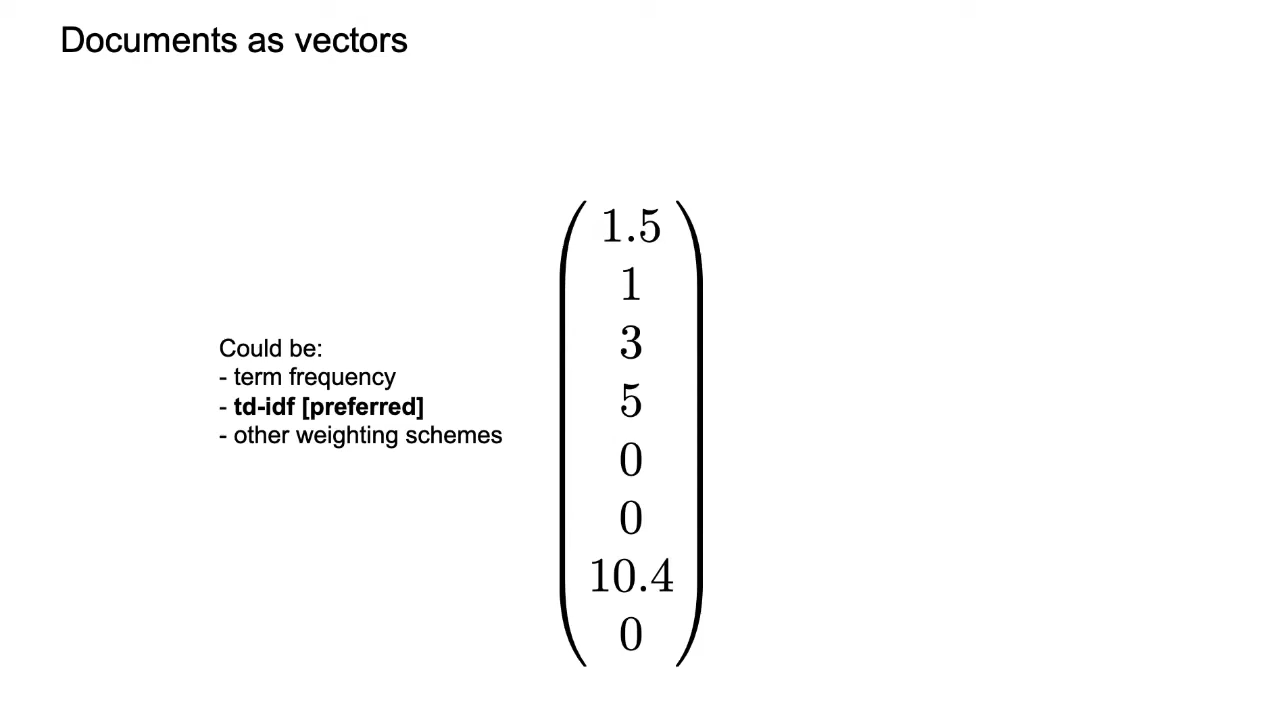 Documents as vectors
Could be:
- term frequency
- td-idf [preferred]
- other weighting schemes
1.5
1
3
5
0
0
10.4
0